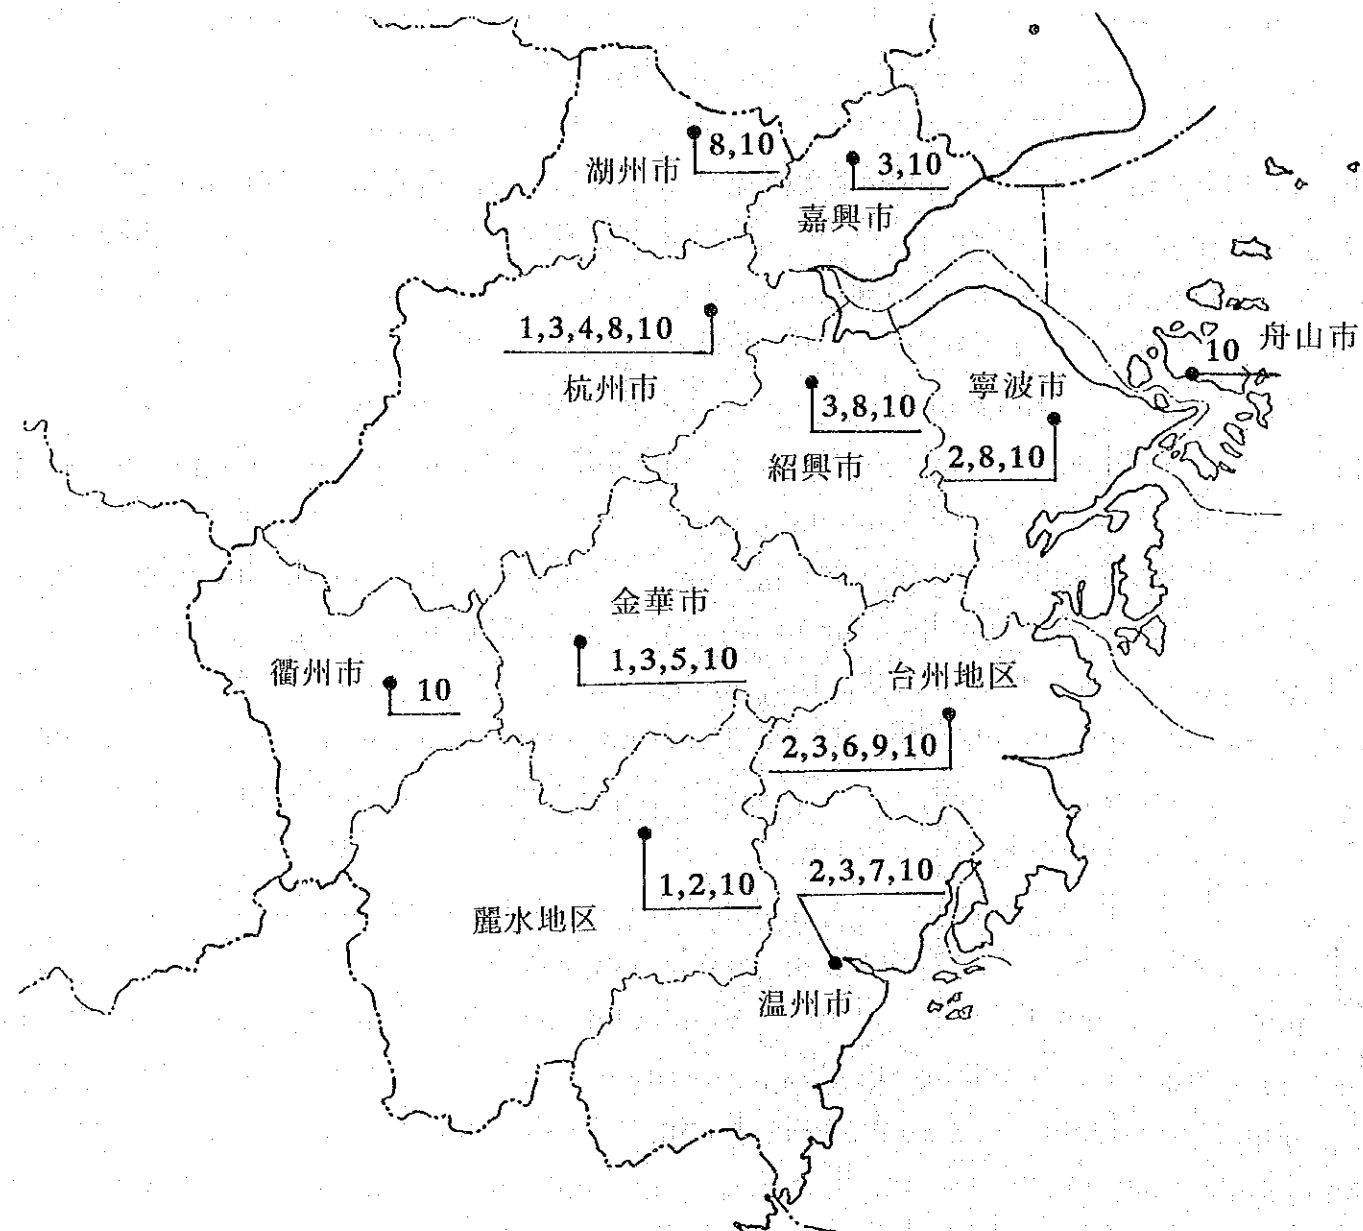 8,10
湖州市
3,10
嘉興市
1,3,4,8,10
杭州市
舟山市
10
寧波市
3,8,10
紹興市
2,8,10
金華市
1,3,5,10
衢州市
10
台州地区
2,3,6,9,10
1,2,10
麗水地区
2,3,7,10
温州市